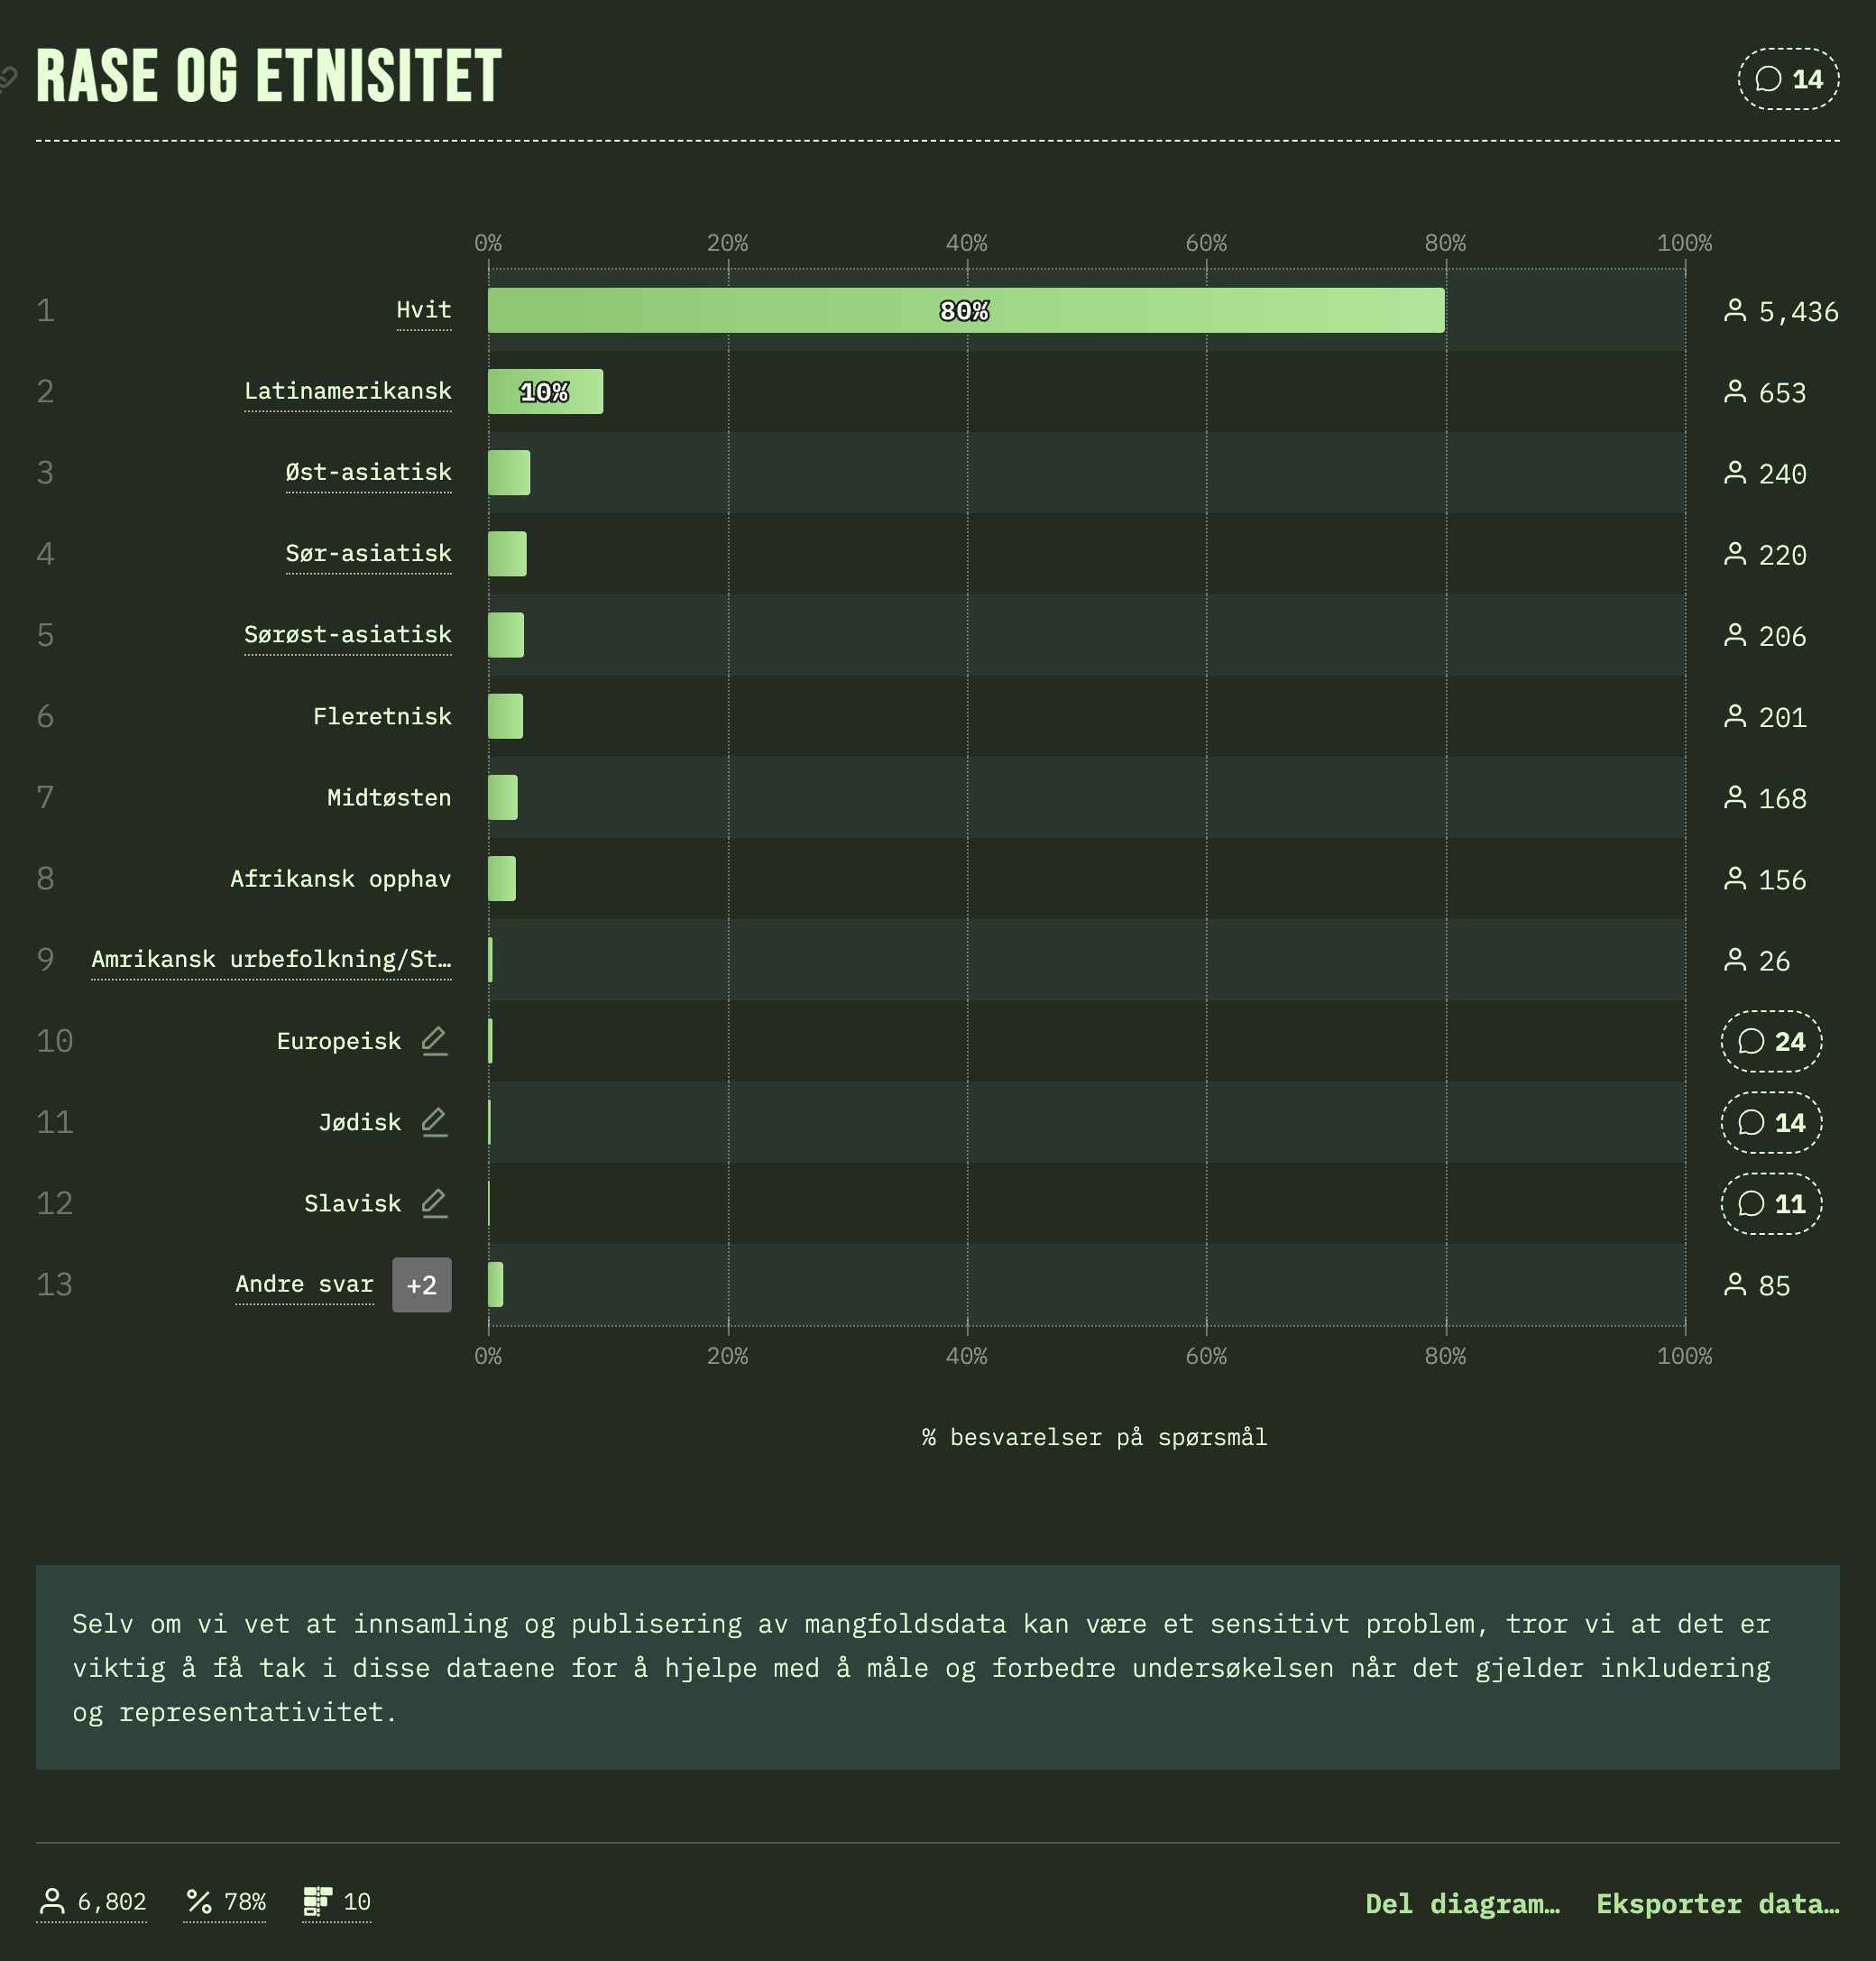 RASE OG ETNISITET
14
0% 20% 40% 60% 80% 100%
1 Hvit 80% 5,436
2 Latinamerikansk 10% 653
3 Øst-asiatisk 240
4 Sør-asiatisk 220
5 Sørøst-asiatisk 206
6 Fleretnisk 201
7 Midtøsten 168
8 Afrikansk opphav 156
9 Amrikansk urbefolkning/St… 26
10 Europeisk 24
11 Jødisk 14
12 Slavisk 11
13 Andre svar +2 85
0% 20% 40% 60% 80% 100%
% besvarelser på spørsmål
Selv om vi vet at innsamling og publisering av mangfoldsdata kan være et sensitivt problem, tror vi at det er
viktig å få tak i disse dataene for å hjelpe med å måle og forbedre undersøkelsen når det gjelder inkludering
og representativitet.
6,802 78% 10 Del diagram… Eksporter data…